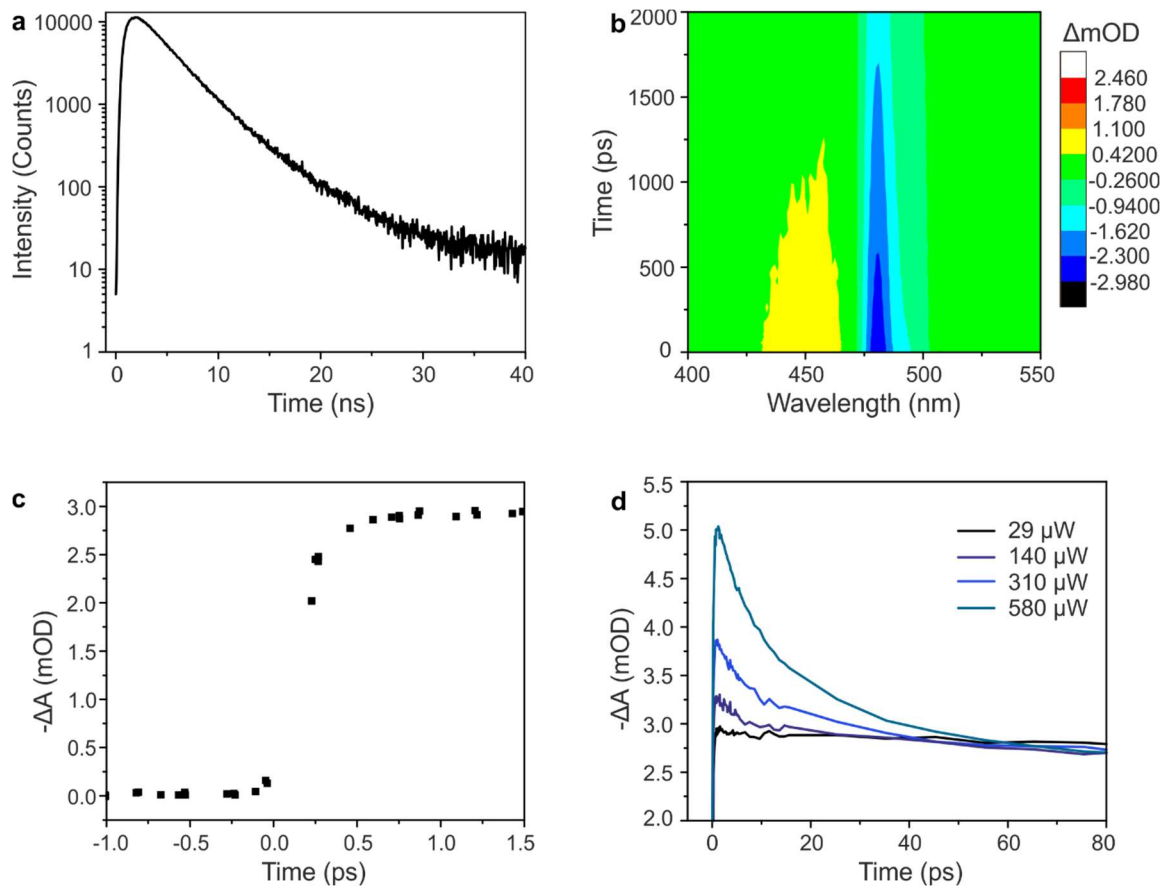 a
10000
1000
100
10
1
Intensity (Counts)
0 10 20 30 40
Time (ns)
b
2000
1500
1000
500
0
Time (ps)
400 450 500 550
Wavelength (nm)
ΔmOD
2.460
1.780
1.100
0.4200
-0.2600
-0.9400
-1.620
-2.300
-2.980
c
3.0
2.5
2.0
1.5
1.0
0.5
0.0
-ΔA (mOD)
-1.0 -0.5 0.0 0.5 1.0 1.5
Time (ps)
d
5.5
5.0
4.5
4.0
3.5
3.0
2.5
2.0
-ΔA (mOD)
29 µW
140 µW
310 µW
580 µW
0 20 40 60 80
Time (ps)